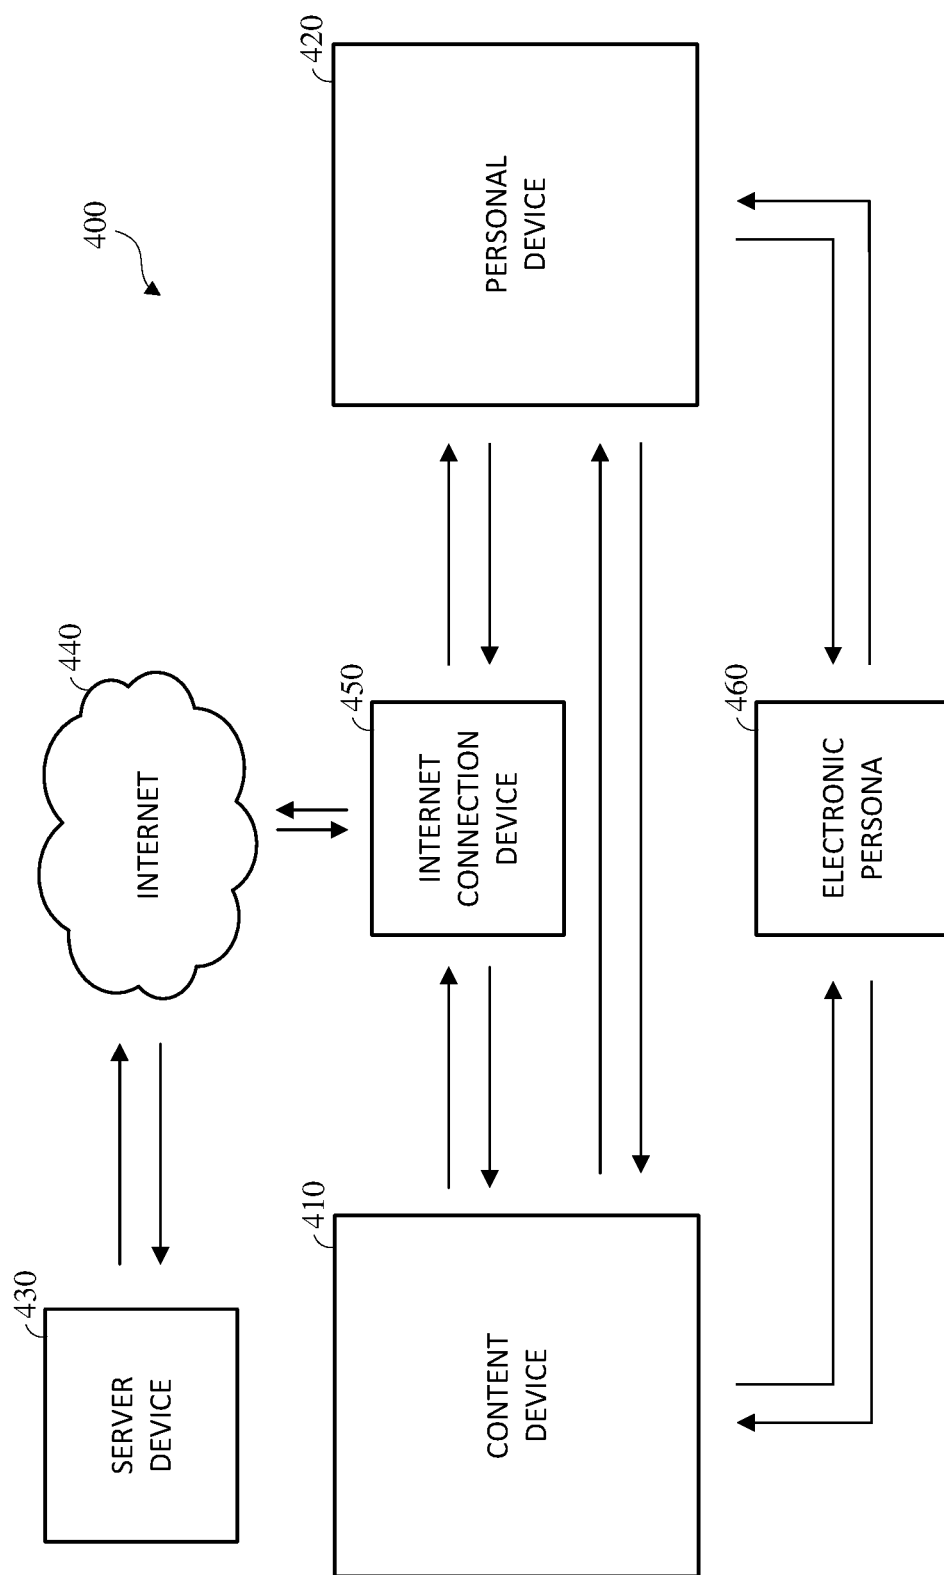 400
430
SERVER
DEVICE
440
INTERNET
410
CONTENT
DEVICE
450
INTERNET
CONNECTION
DEVICE
420
PERSONAL
DEVICE
460
ELECTRONIC
PERSONA